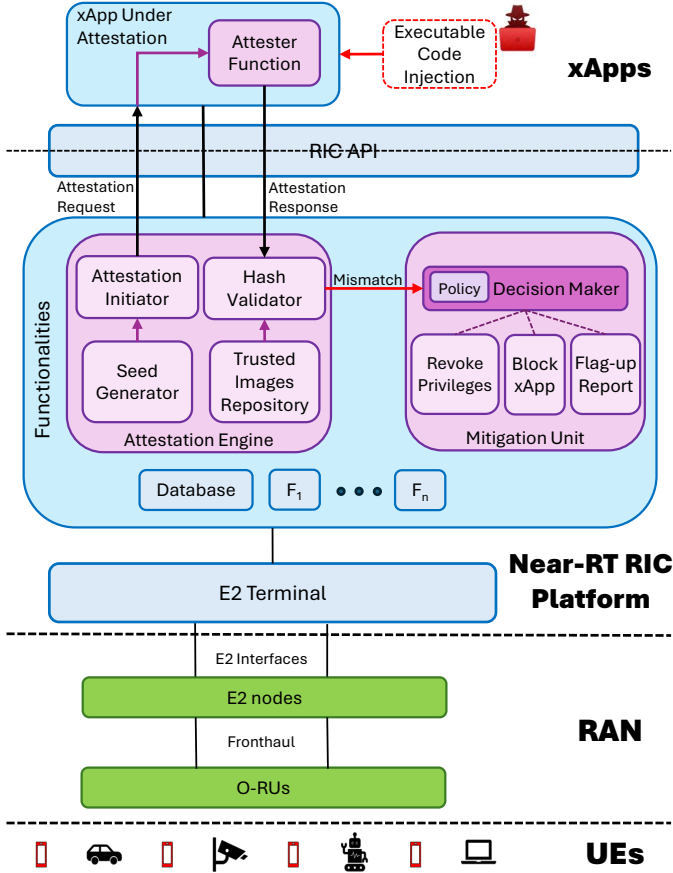 xApp Under
Attestation
Attester
Function
Executable
Code
Injection
xApps
RIC API
Attestation
Request
Attestation
Response
Functionalities
Attestation
Initiator
Hash
Validator
Mismatch
Policy
Decision Maker
Seed
Generator
Trusted
Images
Repository
Revoke
Privileges
Block
xApp
Flag-up
Report
Attestation Engine
Mitigation Unit
Database
F1
Fn
Near-RT RIC
Platform
E2 Terminal
E2 Interfaces
E2 nodes
RAN
Fronthaul
O-RUs
UEs